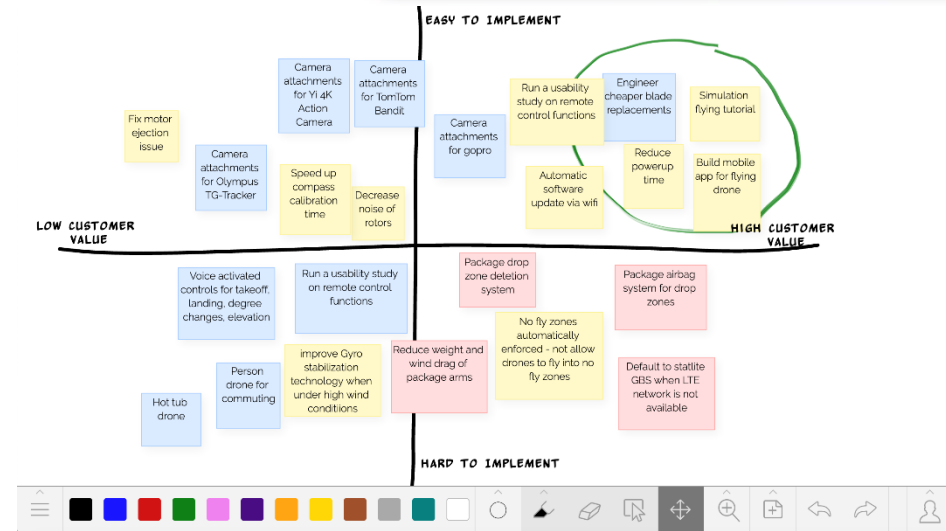 EASY TO IMPLEMENT
Camera
attachments
for Yi 4K
Action
Camera
Camera
attachments
for TomTom
Bandit
Run a usability
study on remote
control functions
Engineer
cheaper blade
replacements
Simulation
flying tutorial
Fix motor
ejection
issue
Camera
attachments
for gopro
Camera
attachments
for Olympus
TG-Tracker
Speed up
compass
calibration
time
Decrease
noise of
rotors
Automatic
software
update via wifi
Reduce
powerup
time
Build mobile
app for flying
drone
LOW CUSTOMER
VALUE
HIGH CUSTOMER
VALUE
Voice activated
controls for takeoff,
landing, degree
changes, elevation
Run a usability study
on remote control
functions
Package drop
zone deletion
system
Package airbag
system for drop
zones
No fly zones
automatically
enforced - not allow
drones to fly into no
fly zones
improve Gyro
stabilization
technology when
under high wind
conditiions
Reduce weight and
wind drag of
package arms
Person
drone for
commuting
Default to statlite
GBS when LTE
network is not
available
Hot tub
drone
HARD TO IMPLEMENT